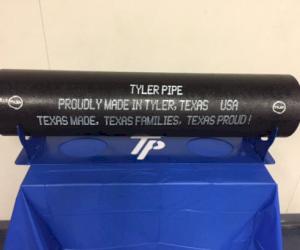 TYLER PIPE
PROUDLY MADE IN TYLER, TEXAS USA
TEXAS MADE. TEXAS FAMILIES, TEXAS PROUD!
TP